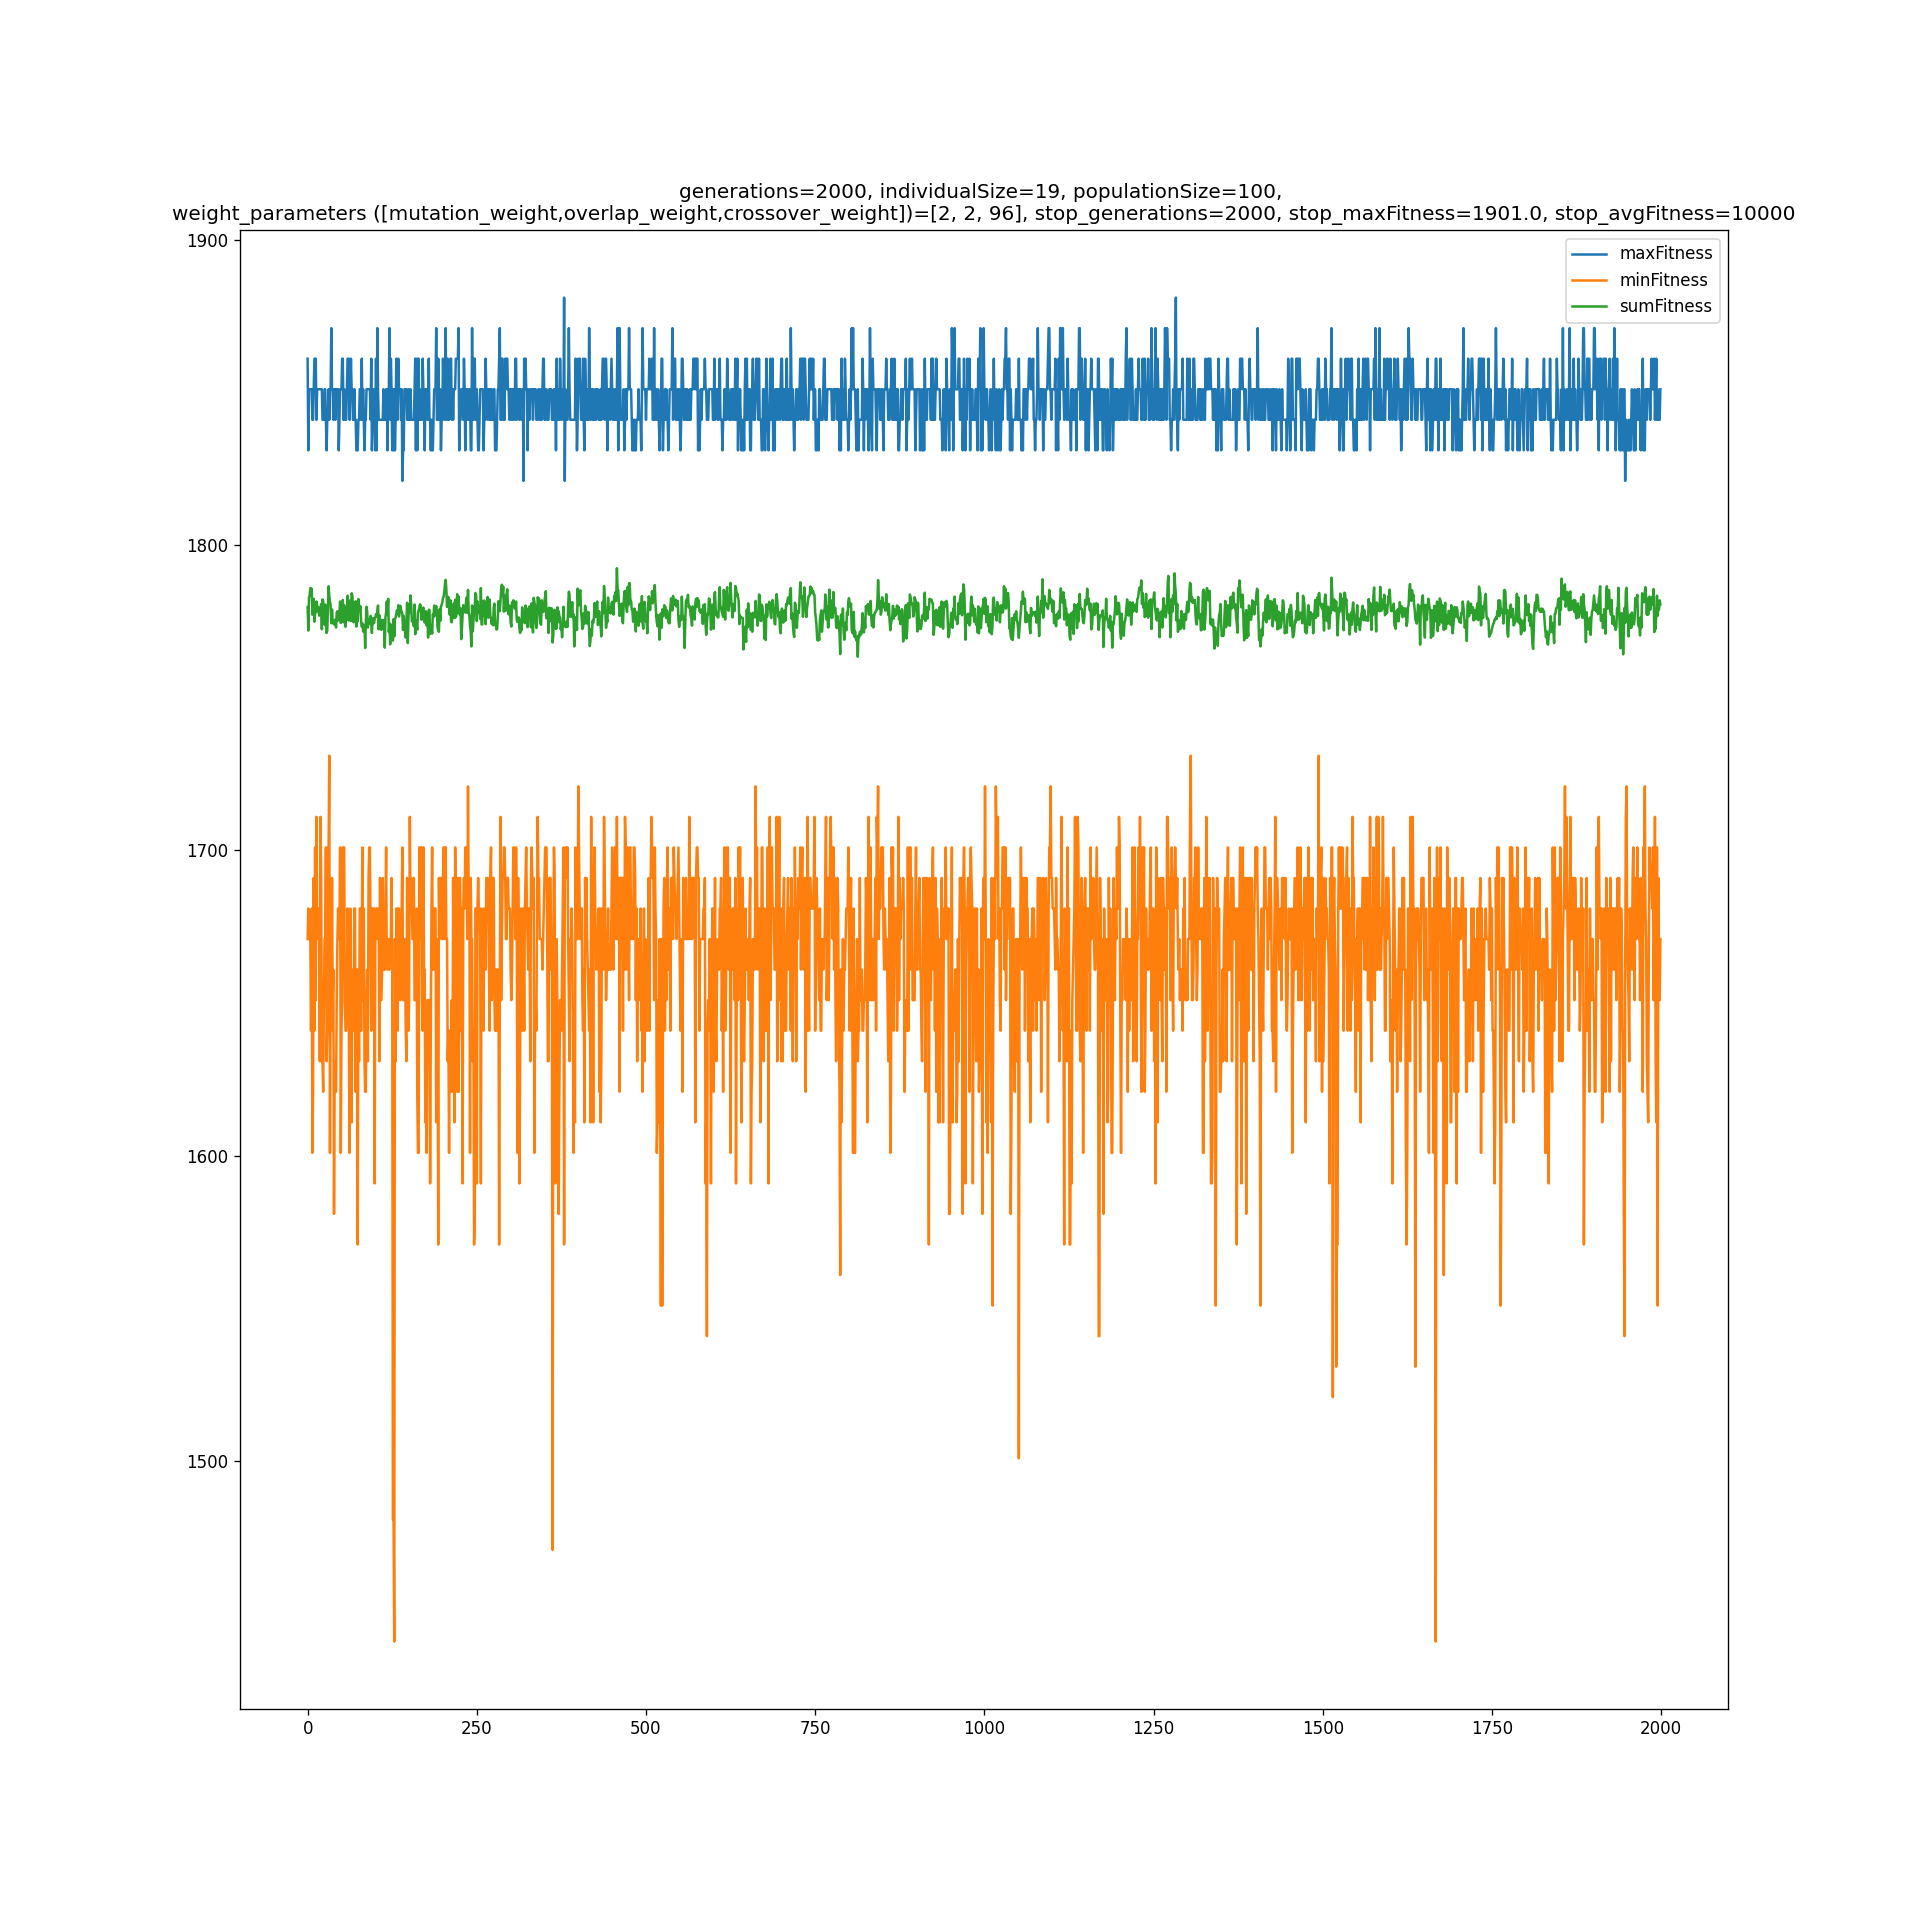 generations=2000, individualSize=19, populationSize=100,
weight_parameters ([mutation_weight,overlap_weight,crossover_weight])=[2, 2, 96], stop_generations=2000, stop_maxFitness=1901.0, stop_avgFitness=10000
maxFitness
minFitness
sumFitness
1900
1800
1700
1600
1500
0 250 500 750 1000 1250 1500 1750 2000